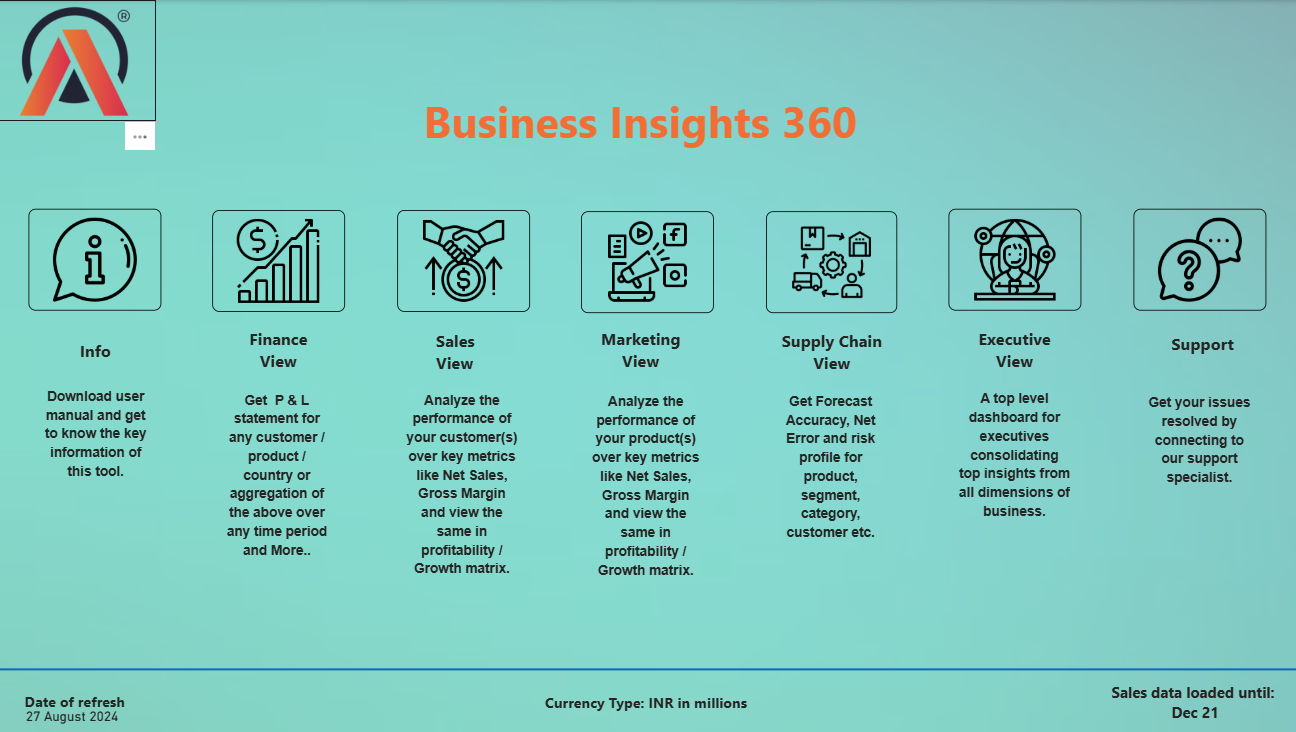 ®
Business Insights 360
Info
Download user
manual and get
to know the key
information of
this tool.
Finance
View
Get  P & L
statement for
any customer /
product /
country or
aggregation of
the above over
any time period
and More..
Sales
View
Analyze the
performance of
your customer(s)
over key metrics
like Net Sales,
Gross Margin
and view the
same in
profitability /
Growth matrix.
Marketing
View
Analyze the
performance of
your product(s)
over key metrics
like Net Sales,
Gross Margin
and view the
same in
profitability /
Growth matrix.
Supply Chain
View
Get Forecast
Accuracy, Net
Error and risk
profile for
product,
segment,
category,
customer etc.
Executive
View
A top level
dashboard for
executives
consolidating
top insights from
all dimensions of
business.
Support
Get your issues
resolved by
connecting to
our support
specialist.
Date of refresh
27 August 2024
Currency Type: INR in millions
Sales data loaded until:
Dec 21